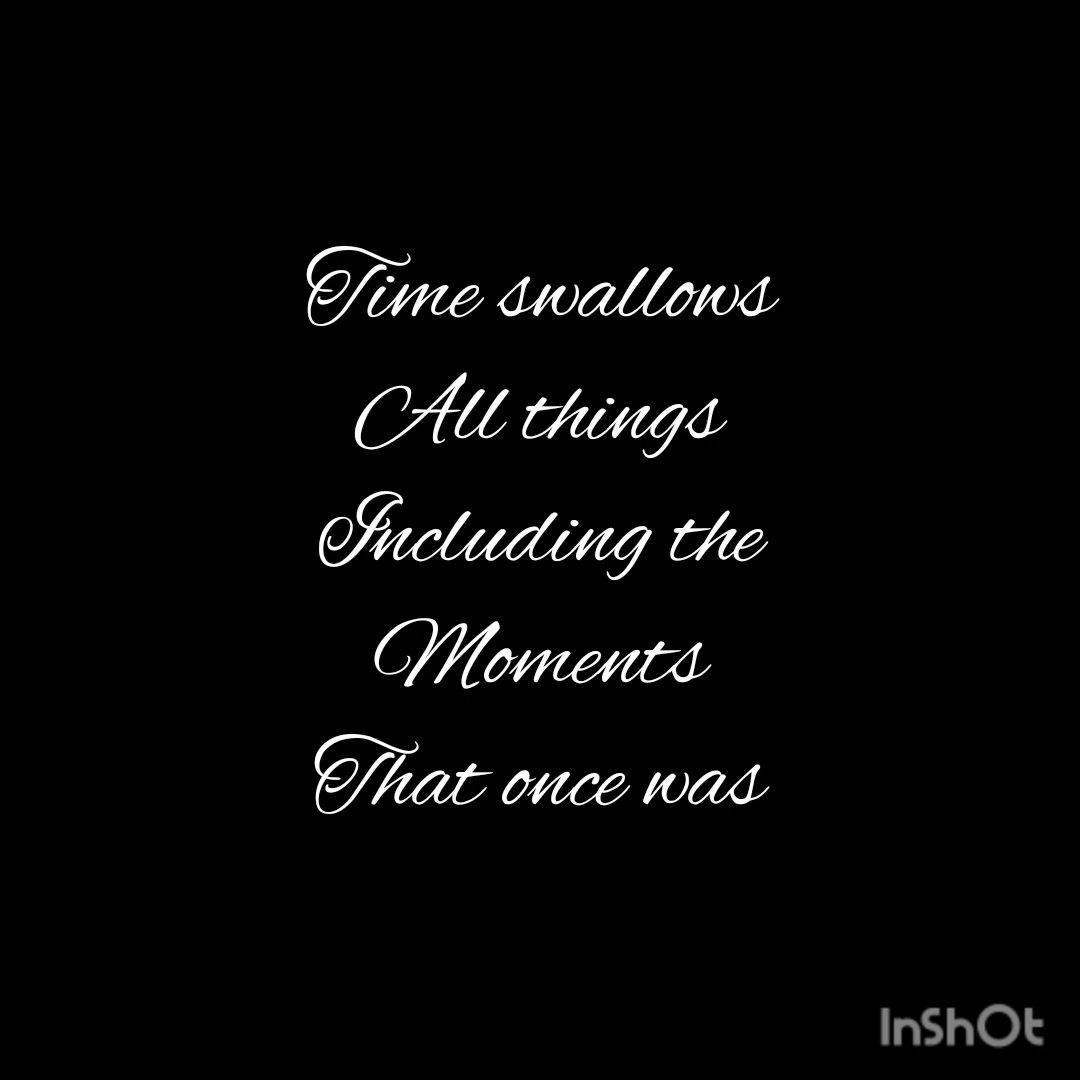 Time swallows
All things
Including the
Moments
That once was
InShOt